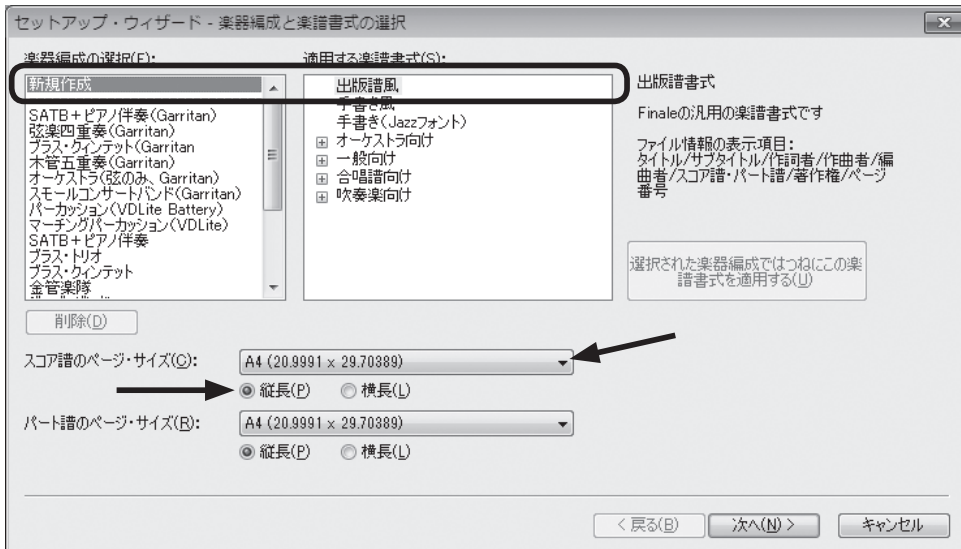 セットアップ・ウィザード - 楽器編成と楽譜書式の選択
楽器編成の選択(E):
新規作成
SATB+ピアノ伴奏(Garritan)
弦楽四重奏(Garritan)
ブラス・クィンテット(Garritan
木管五重奏(Garritan)
オーケストラ(弦のみ、Garritan)
スモールコンサートバンド(Garritan)
パーカッション(VDLite Battery)
マーチングパーカッション(VDLite)
SATB+ピアノ伴奏
ブラス・トリオ
ブラス・クィンテット
金管楽隊
削除(D)
適用する楽譜書式(S):
出版譜風
手書き風
手書き(Jazzフォント)
オーケストラ向け
一般向け
合唱譜向け
吹奏楽向け
出版譜書式
Finaleの汎用の楽譜書式です
ファイル情報の表示項目:
タイトル/サブタイトル/作詞者/作曲者/編
曲者/スコア譜・パート譜/著作権/ページ
番号
選択された楽器編成ではつねにこの楽
譜書式を適用する(U)
スコア譜のページ・サイズ(C):
A4 (20.9991 x 29.70389)
縦長(P) 横長(L)
パート譜のページ・サイズ(R):
A4 (20.9991 x 29.70389)
縦長(P) 横長(L)
< 戻る(B) 次へ(N) > キャンセル